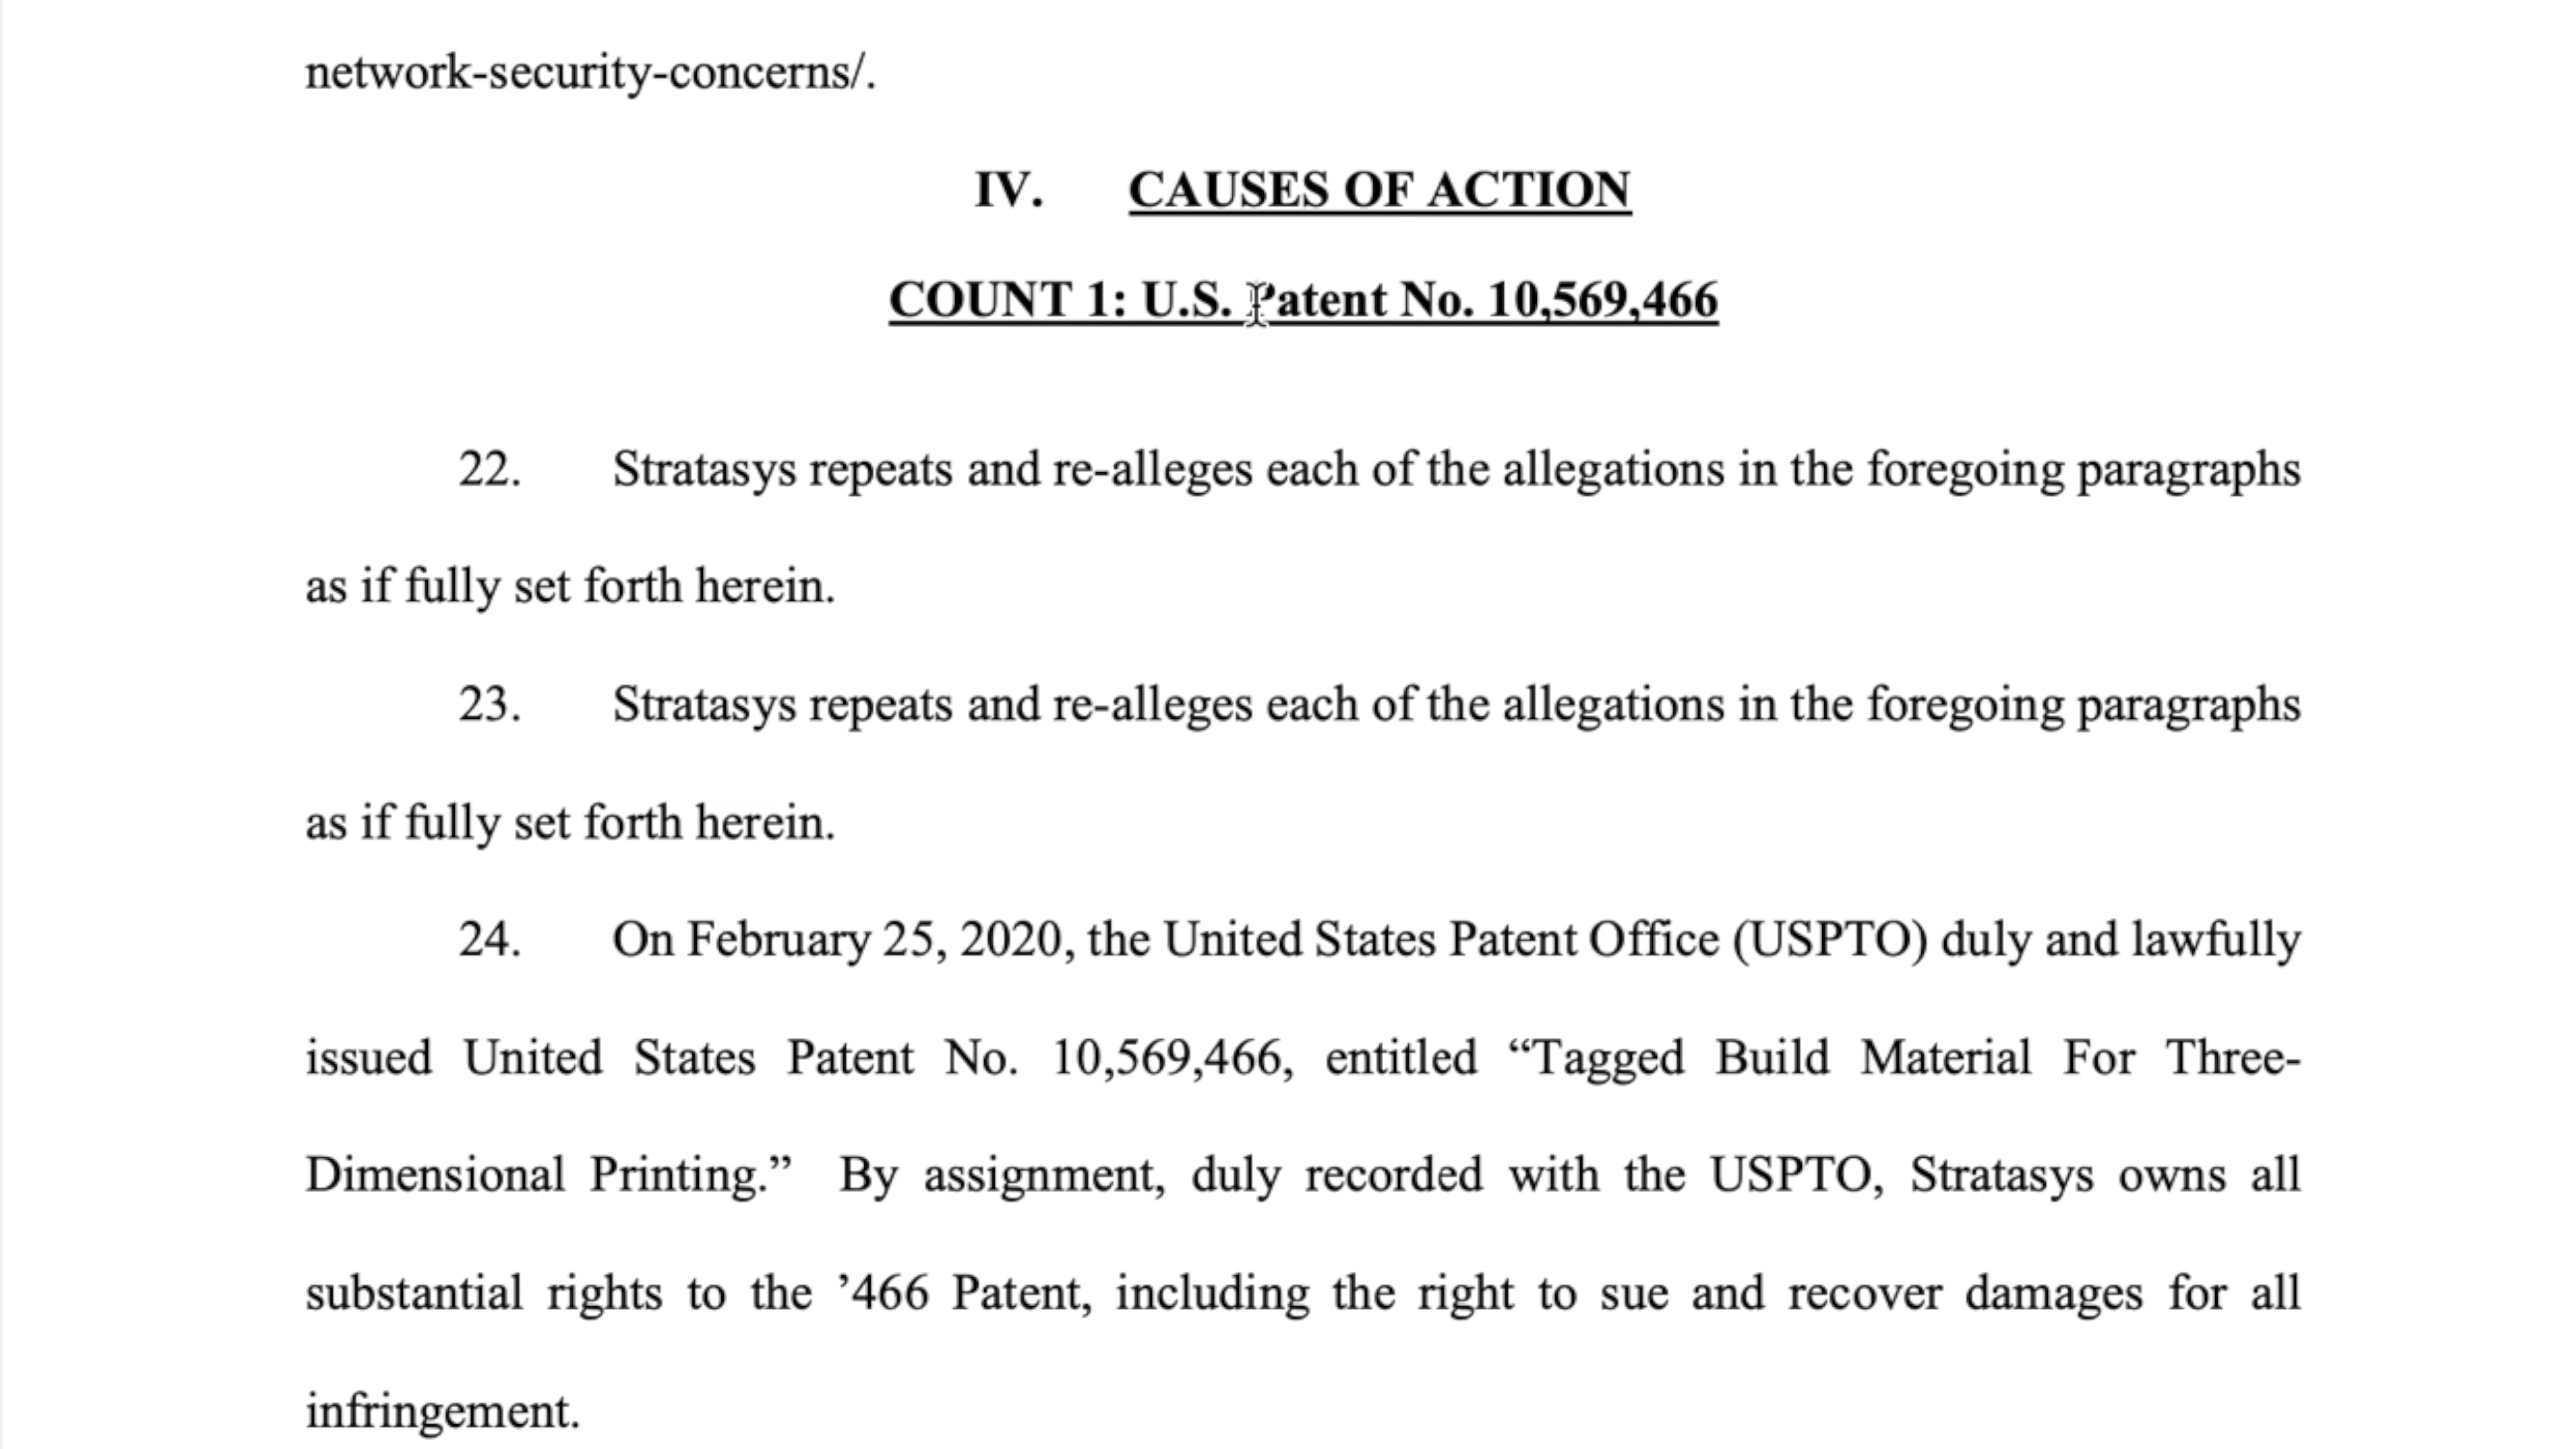 network-security-concerns/.
IV. CAUSES OF ACTION
COUNT 1: U.S. Patent No. 10,569,466
22. Stratasys repeats and re-alleges each of the allegations in the foregoing paragraphs
as if fully set forth herein.
23. Stratasys repeats and re-alleges each of the allegations in the foregoing paragraphs
as if fully set forth herein.
24. On February 25, 2020, the United States Patent Office (USPTO) duly and lawfully
issued United States Patent No. 10,569,466, entitled “Tagged Build Material For Three-
Dimensional Printing.” By assignment, duly recorded with the USPTO, Stratasys owns all
substantial rights to the ’466 Patent, including the right to sue and recover damages for all
infringement.